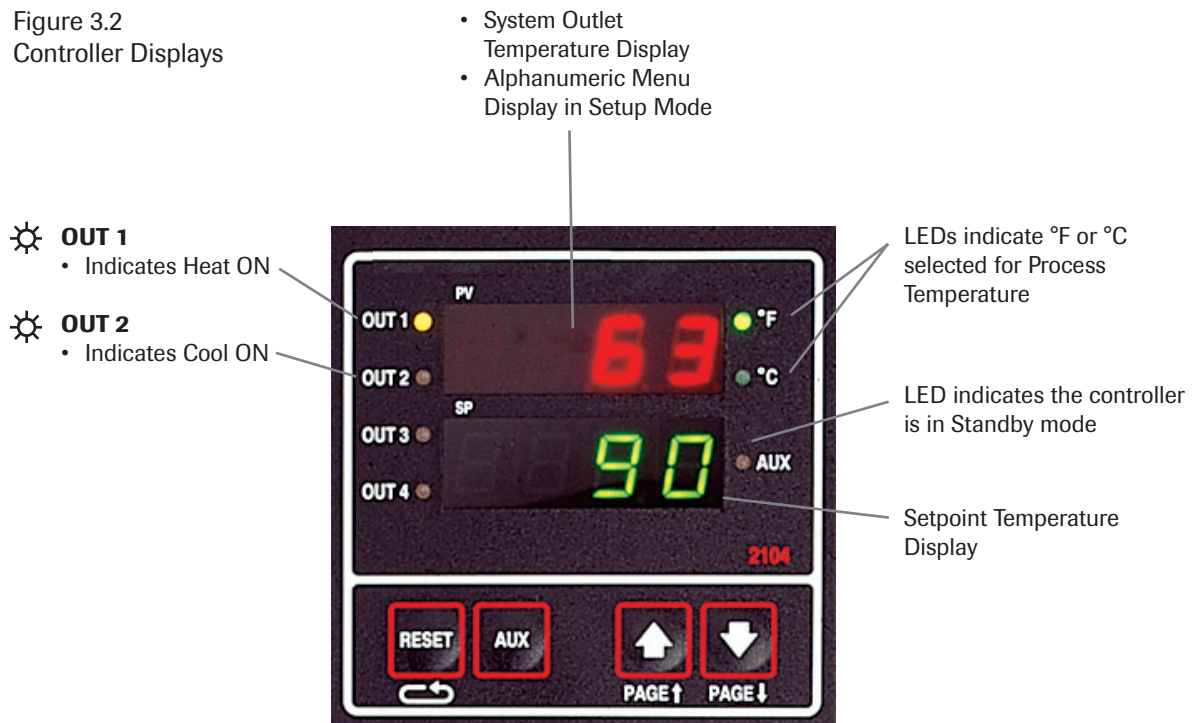 Figure 3.2
Controller Displays
• System Outlet
Temperature Display
• Alphanumeric Menu
Display in Setup Mode
OUT 1
• Indicates Heat ON
OUT 2
• Indicates Cool ON
LEDs indicate °F or °C
selected for Process
Temperature
LED indicates the controller
is in Standby mode
Setpoint Temperature
Display
PV
OUT 1
63
°F
OUT 2
°C
SP
OUT 3
90
AUX
OUT 4
2104
RESET
AUX
PAGE↑
PAGE↓